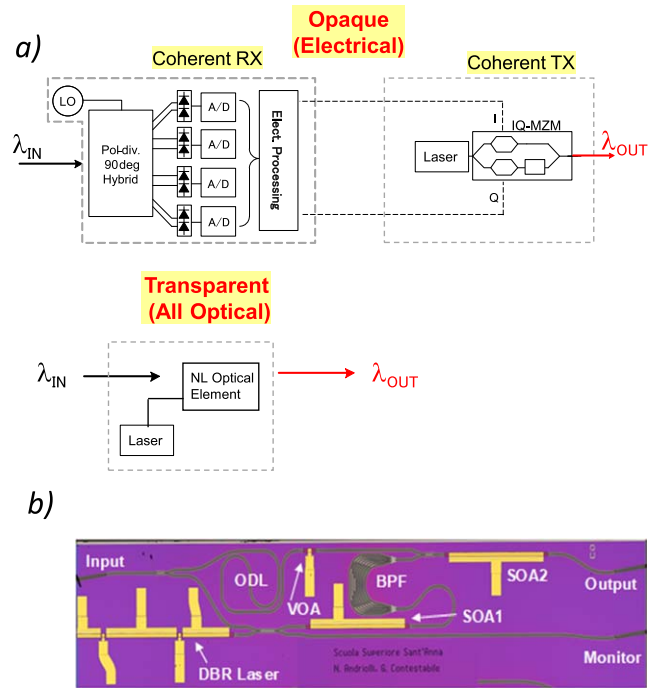 a)
Opaque
(Electrical)
Coherent RX
Coherent TX
LO
λIN
Pol-div.
90deg
Hybrid
A/D
A/D
A/D
A/D
Elect. Processing
I
Q
IQ-MZM
Laser
λOUT
Transparent
(All Optical)
λIN
NL Optical
Element
Laser
λOUT
b)
Input
ODL
VOA
BPF
SOA1
SOA2
Output
DBR Laser
Monitor
Scuola Superiore Sant'Anna
N. Andriolli, G. Contestabile